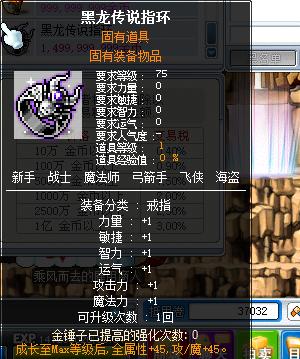 黑龙传说指环
固有道具
固有装备物品
要求等级： 75
要求力量： 0
要求敏捷： 0
要求智力： 0
要求运气： 0
要求人气度： -
道具等级： 1
道具经验值： 0 %
新手 战士 魔法师 弓箭手 飞侠 海盗
装备分类 ： 戒指
力量 ： +1
敏捷 ： +1
智力 ： +1
运气 ： +1
攻击力 ： +1
魔法力 ： +1
可升级次数 ： 1回
金锤子已提高的强化次数: 0
成长至Max等级后, 全属性+45, 攻/魔+45。
37032
EXP